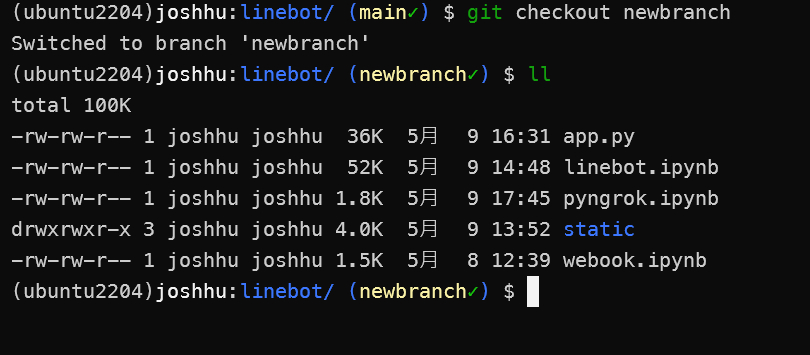 (ubuntu2204)joshhu:linebot/ (main✓) $ git checkout newbranch
Switched to branch 'newbranch'
(ubuntu2204)joshhu:linebot/ (newbranch✓) $ ll
total 100K
-rw-rw-r-- 1 joshhu joshhu  36K  5月   9 16:31 app.py
-rw-rw-r-- 1 joshhu joshhu  52K  5月   9 14:48 linebot.ipynb
-rw-rw-r-- 1 joshhu joshhu 1.8K  5月   9 17:45 pyngrok.ipynb
drwxrwxr-x 3 joshhu joshhu 4.0K  5月   9 13:52 static
-rw-rw-r-- 1 joshhu joshhu 1.5K  5月   8 12:39 webook.ipynb
(ubuntu2204)joshhu:linebot/ (newbranch✓) $